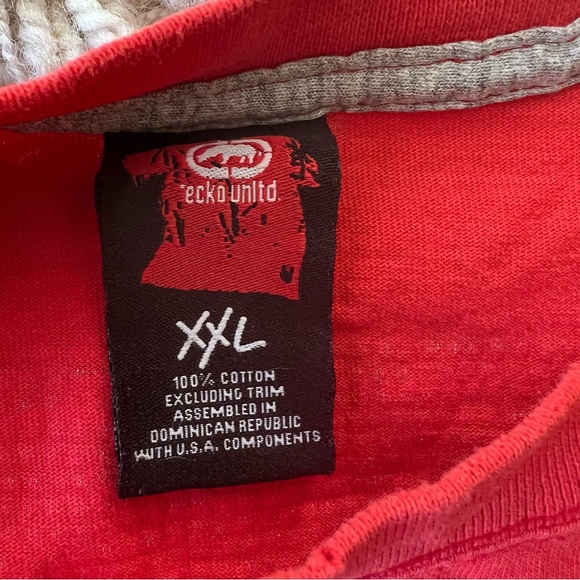 *ecko unltd.
XXL
100% COTTON
EXCLUDING TRIM
ASSEMBLED IN
DOMINICAN REPUBLIC
WITH U.S.A. COMPONENTS